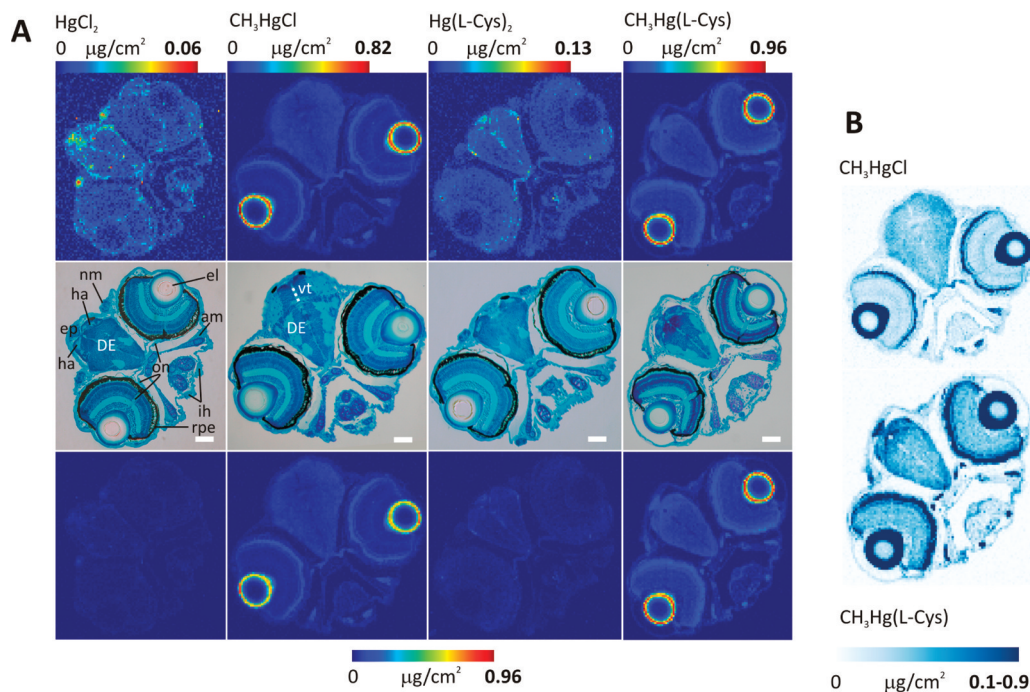 A
HgCl2
0 μg/cm2 0.06
CH3HgCl
0 μg/cm2 0.82
Hg(L-Cys)2
0 μg/cm2 0.13
CH3Hg(L-Cys)
0 μg/cm2 0.96
nm
ha
ep
ha
DE
el
am
on
ih
rpe
vt
DE
0 μg/cm2 0.96
B
CH3HgCl
CH3Hg(L-Cys)
0 μg/cm2 0.1-0.9